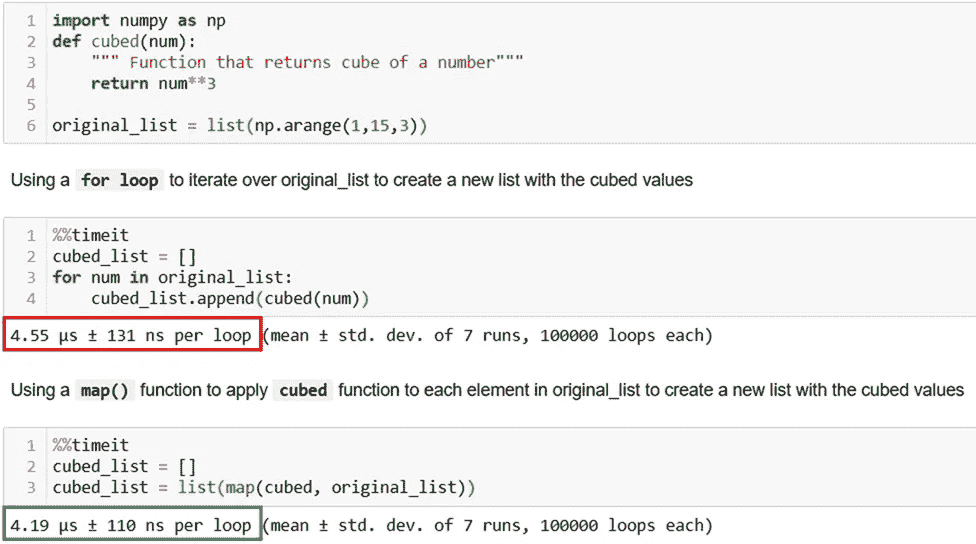 1 import numpy as np
2 def cubed(num):
3     """ Function that returns cube of a number"""
4     return num**3
5
6 original_list = list(np.arange(1,15,3))
Using a for loop to iterate over original_list to create a new list with the cubed values
1 %%timeit
2 cubed_list = []
3 for num in original_list:
4     cubed_list.append(cubed(num))
4.55 µs ± 131 ns per loop (mean ± std. dev. of 7 runs, 100000 loops each)
Using a map() function to apply cubed function to each element in original_list to create a new list with the cubed values
1 %%timeit
2 cubed_list = []
3 cubed_list = list(map(cubed, original_list))
4.19 µs ± 110 ns per loop (mean ± std. dev. of 7 runs, 100000 loops each)